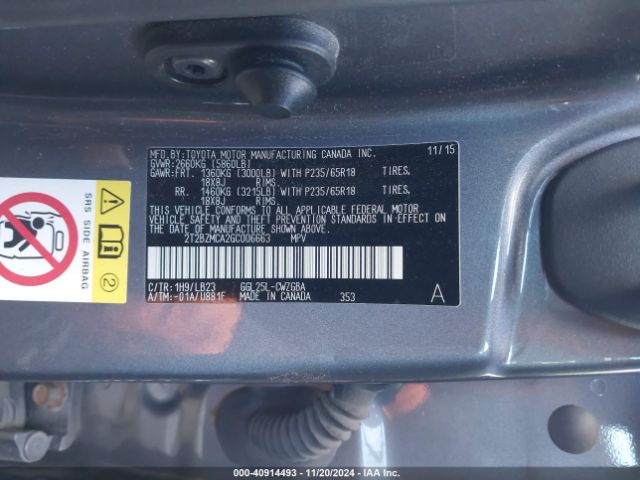 MFD.BY:TOYOTA MOTOR MANUFACTURING CANADA INC. 11/15
GVWR:2660KG (5860LB)
GAWR:FRT. 1360KG (3000LB) WITH P235/65R18 TIRES,
18X8J RIMS.
RR. 1460KG (3215LB) WITH P235/65R18 TIRES,
18X8J RIMS.
THIS VEHICLE CONFORMS TO ALL APPLICABLE FEDERAL MOTOR
VEHICLE SAFETY AND THEFT PREVENTION STANDARDS IN EFFECT
ON THE DATE OF MANUFACTURE SHOWN ABOVE.
2T2BZMCA2GC006663 MPV
C/TR:1H9/LB23 GGL25L-CWZGBA
A/TM:-01A/U881F MADE IN CANADA 353 A
SRS SIDE AIRBAG
2
000-40914493 - 11/20/2024 - IAA Inc.